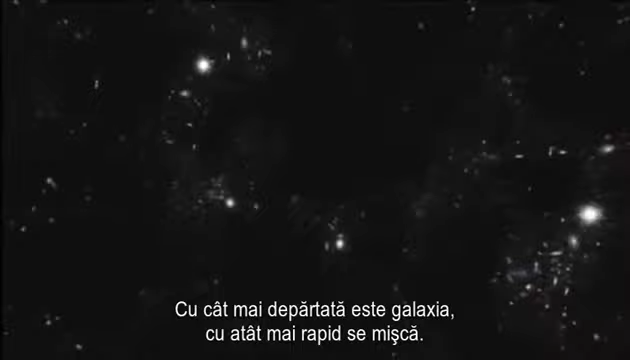 Cu cât mai depărtată este galaxia,
cu atât mai rapid se mişcă.